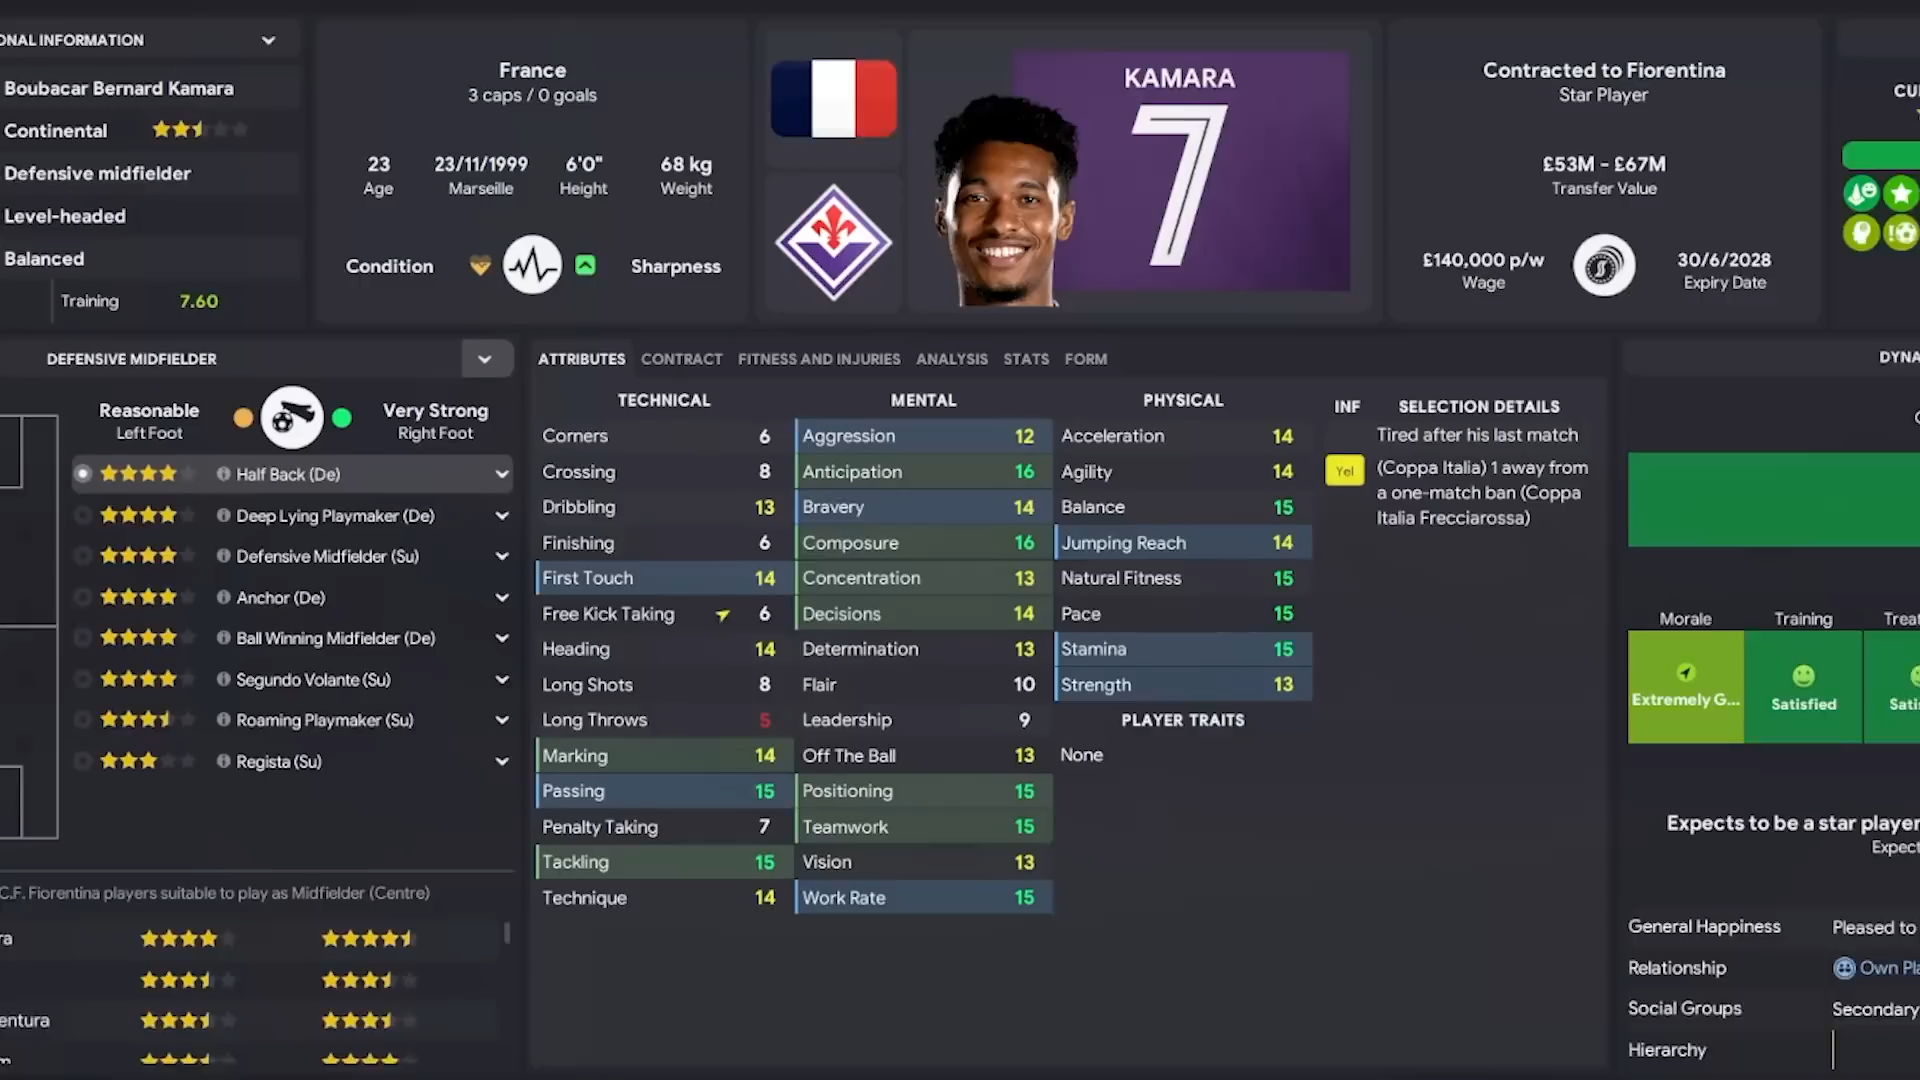 ONAL INFORMATION
Boubacar Bernard Kamara
Continental
Defensive midfielder
Level-headed
Balanced
Training 7.60
France
3 caps / 0 goals
23 23/11/1999 6'0" 68 kg
Age Marseille Height Weight
Condition Sharpness
KAMARA
7
Contracted to Fiorentina
Star Player
£53M - £67M
Transfer Value
£140,000 p/w 30/6/2028
Wage Expiry Date
CU
DEFENSIVE MIDFIELDER
Reasonable Very Strong
Left Foot Right Foot
Half Back (De)
Deep Lying Playmaker (De)
Defensive Midfielder (Su)
Anchor (De)
Ball Winning Midfielder (De)
Segundo Volante (Su)
Roaming Playmaker (Su)
Regista (Su)
C.F. Fiorentina players suitable to play as Midfielder (Centre)
ra
entura
m
ATTRIBUTES CONTRACT FITNESS AND INJURIES ANALYSIS STATS FORM
TECHNICAL MENTAL PHYSICAL
Corners 6 Aggression 12 Acceleration 14
Crossing 8 Anticipation 16 Agility 14
Dribbling 13 Bravery 14 Balance 15
Finishing 6 Composure 16 Jumping Reach 14
First Touch 14 Concentration 13 Natural Fitness 15
Free Kick Taking 6 Decisions 14 Pace 15
Heading 14 Determination 13 Stamina 15
Long Shots 8 Flair 10 Strength 13
Long Throws 5 Leadership 9 PLAYER TRAITS
Marking 14 Off The Ball 13 None
Passing 15 Positioning 15
Penalty Taking 7 Teamwork 15
Tackling 15 Vision 13
Technique 14 Work Rate 15
INF SELECTION DETAILS
Tired after his last match
Yel (Coppa Italia) 1 away from
a one-match ban (Coppa
Italia Frecciarossa)
DYNA
Morale Training Treat
Extremely G... Satisfied Satis
Expects to be a star player
Expect
General Happiness Pleased to
Relationship Own Pla
Social Groups Secondary
Hierarchy